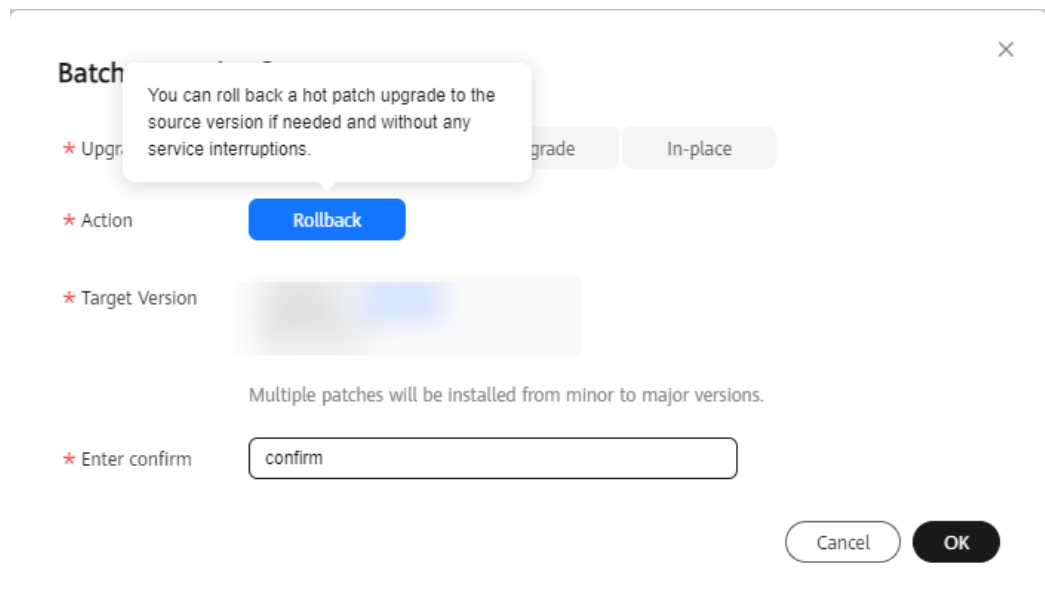 Batch
You can roll back a hot patch upgrade to the
source version if needed and without any
service interruptions.
* Upgr grade In-place
* Action Rollback
* Target Version
Multiple patches will be installed from minor to major versions.
* Enter confirm confirm
Cancel OK